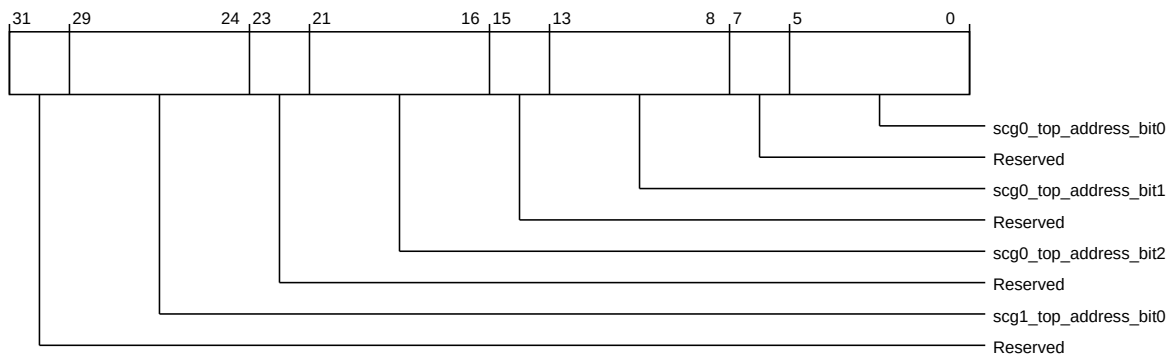 31 29 24 23 21 16 15 13 8 7 5 0
scg0_top_address_bit0
Reserved
scg0_top_address_bit1
Reserved
scg0_top_address_bit2
Reserved
scg1_top_address_bit0
Reserved